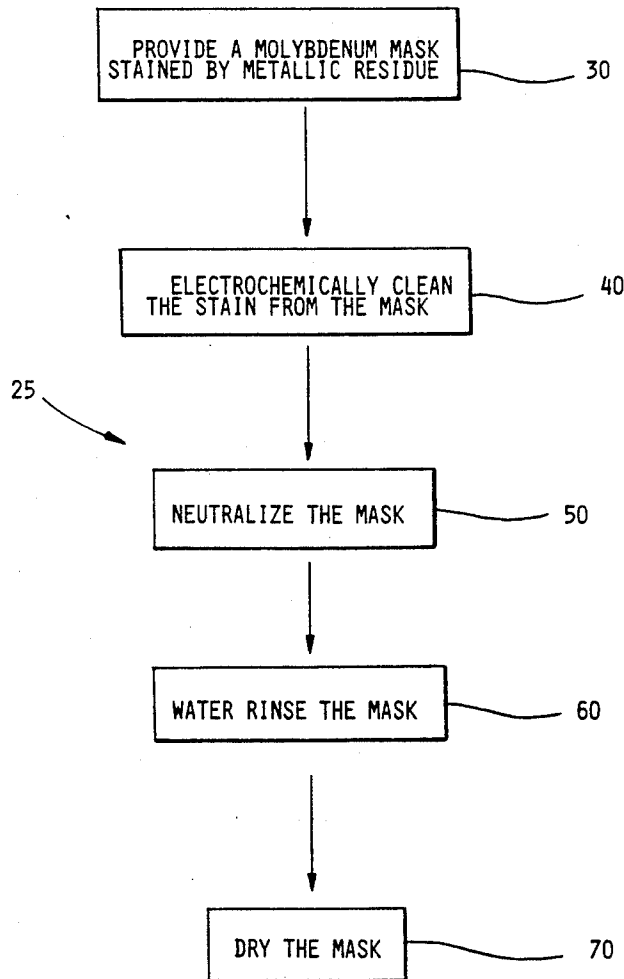 PROVIDE A MOLYBDENUM MASK
STAINED BY METALLIC RESIDUE
30
ELECTROCHEMICALLY CLEAN
THE STAIN FROM THE MASK
40
25
NEUTRALIZE THE MASK
50
WATER RINSE THE MASK
60
DRY THE MASK
70